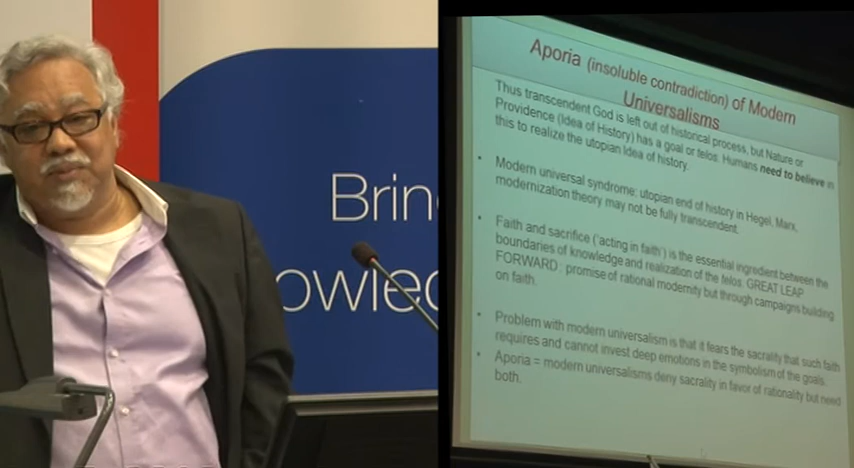 Brin
owle
Aporia (insoluble contradiction) of Modern
Universalisms
Thus transcendent God is left out of historical process, but Nature or
Providence (Idea of History) has a goal or telos. Humans need to believe in
this to realize the utopian Idea of history.
• Modern universal syndrome: utopian end of history in Hegel, Marx,
modernization theory may not be fully transcendent.
• Faith and sacrifice ('acting in faith') is the essential ingredient between the
boundaries of knowledge and realization of the telos. GREAT LEAP
FORWARD: promise of rational modernity but through campaigns building
on faith.
• Problem with modern universalism is that it fears the sacrality that such faith
requires and cannot invest deep emotions in the symbolism of the goals.
• Aporia = modern universalisms deny sacrality in favor of rationality but need
both.